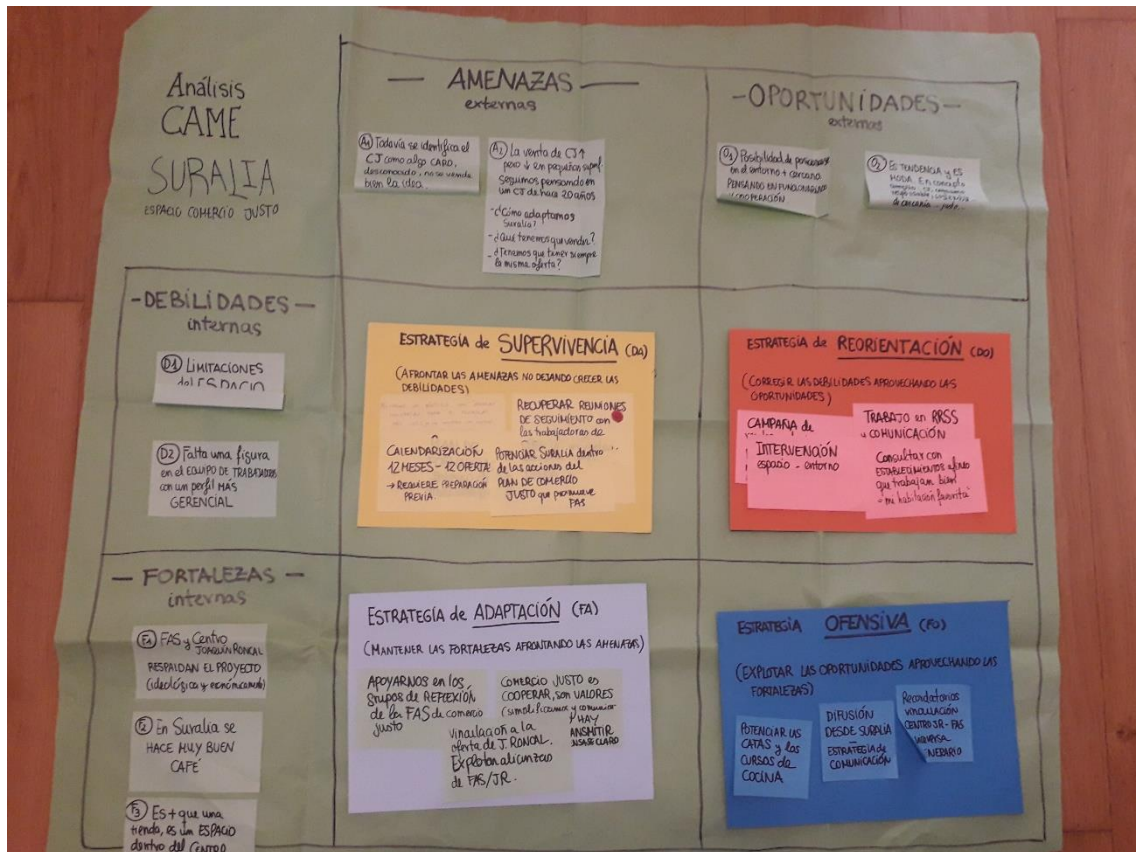 Análisis
CAME
SURALIA
ESPACIO COMERCIO JUSTO
— AMENAZAS —
externas
A1 Todavía se identifica el
CJ como algo CARO,
desconocido, no se vende
bien la idea
A2 La venta de CJ ↑
pero ↓ en pequeñas superf.
Seguimos pensando en
un CJ de hace 20 años
- ¿Cómo adaptamos
Suralia?
- ¿Qué tenemos que vender?
- ¿Tenemos que tener siempre
la misma oferta?
- OPORTUNIDADES -
externas
O1 Posibilidad de
en el entorno + cercano
PENSANDO EN
COOPERACIÓN
O2 ES TENDENCIA y ES
MODA. En concepto
de cercanía
- DEBILIDADES -
internas
D1 LIMITACIONES
del ESPACIO
D2 Falta una figura
en el EQUIPO DE TRABAJADORES
con un perfil MÁS
GERENCIAL
ESTRATEGIA de SUPERVIVENCIA (DA)
(AFRONTAR LAS AMENAZAS NO DEJANDO CRECER LAS
DEBILIDADES)
RECUPERAR REUNIONES
DE SEGUIMIENTO con
las trabajadoras de
CALENDARIZACIÓN
12 MESES - 12 OFERTA
→ REQUIERE PREPARACIÓN
PREVIA.
POTENCIAR SURALIA dentro
de las acciones del
PLAN DE COMERCIO
JUSTO que promueve
FAS
ESTRATEGIA de REORIENTACIÓN (DO)
(CORREGIR LAS DEBILIDADES APROVECHANDO LAS
OPORTUNIDADES)
CAMPAÑA de
INTERVENCIÓN
espacio - entorno
TRABAJO en RRSS
y COMUNICACIÓN
Consultar con
ESTABLECIMIENTOS afines
que trabajan bien
"mi habitación favorita"
- FORTALEZAS -
internas
F1 FAS y Centro
JOAQUÍN RONCAL
RESPALDAN EL PROYECTO
(ideológica y económicamente)
F2 En Suralia se
HACE MUY BUEN
CAFÉ
F3 Es + que una
tienda, es un ESPACIO
dentro del CENTRO
ESTRATEGIA de ADAPTACIÓN (FA)
(MANTENER LAS FORTALEZAS AFRONTANDO LAS AMENAZAS)
APOYARNOS en los
grupos de REFLEXIÓN
de la FAS de comercio
justo
COMERCIO JUSTO es
COOPERAR, son VALORES
(simplificamos y comunicar
Y HAY
CLARO
vinculación a la
oferta de J. RONCAL.
Explotar alianzas
de FAS/JR.
ESTRATEGIA OFENSIVA (FO)
(EXPLOTAR LAS OPORTUNIDADES APROVECHANDO LAS
FORTALEZAS)
POTENCIAR LAS
CATAS y los
CURSOS de
COCINA
DIFUSIÓN
DESDE SURALIA
—
ESTRATEGIA de
COMUNICACIÓN
Recordatorios
vinculación
CENTRO JR - FAS